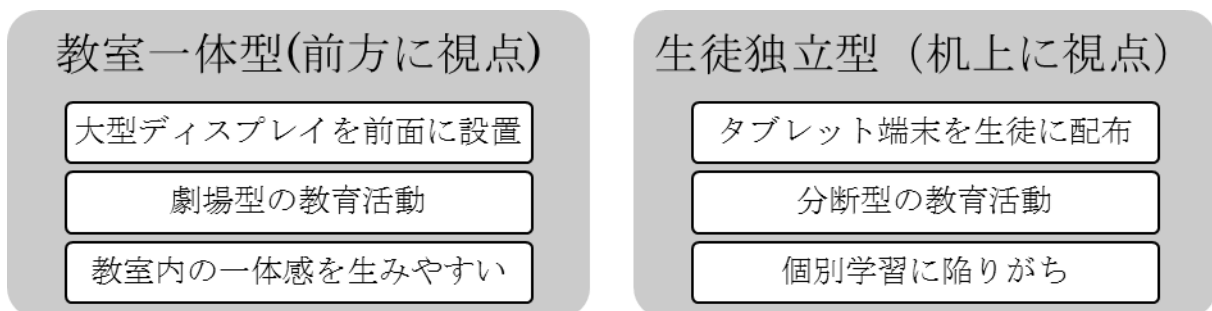 教室一体型(前方に視点)
大型ディスプレイを前面に設置
劇場型の教育活動
教室内の一体感を生みやすい
生徒独立型（机上に視点）
タブレット端末を生徒に配布
分断型の教育活動
個別学習に陥りがち